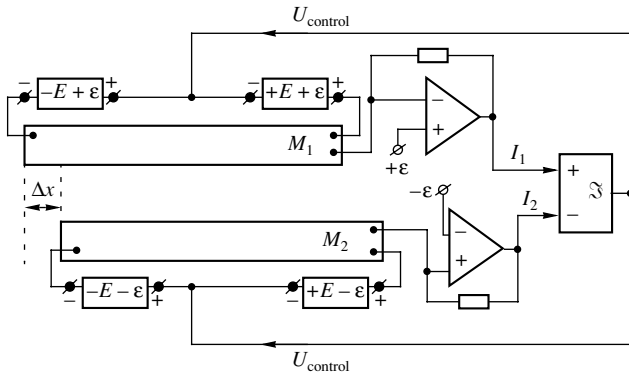 U_control
− −E + ε +
− +E + ε +
M_1
−
+
+ε
I_1
+
Δx
−ε
I_2
−
M_2
−
+
− −E − ε +
− +E − ε +
U_control